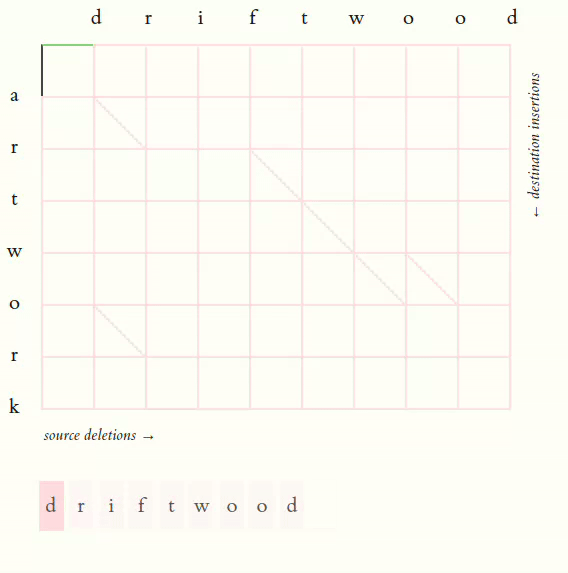 d r i f t w o o d
a
r
t
w
o
r
k
← destination insertions
source deletions →
d r i f t w o o d